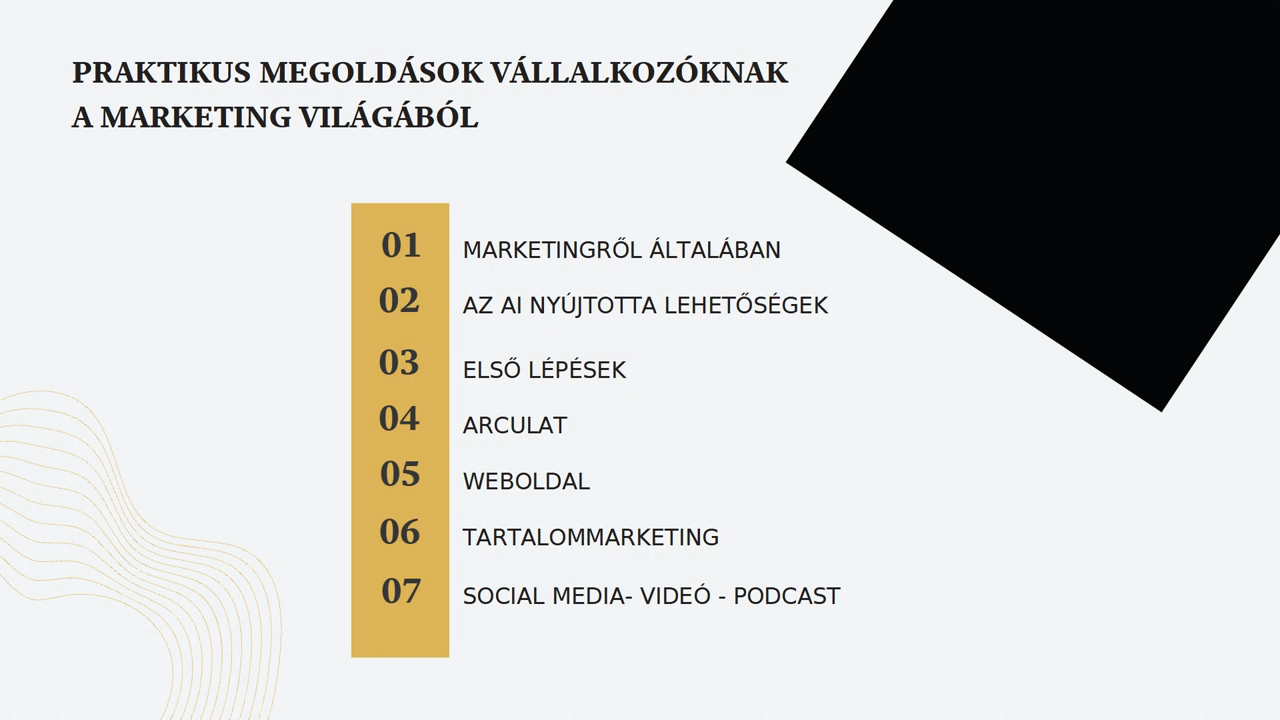 PRAKTIKUS MEGOLDÁSOK VÁLLALKOZÓKNAK
A MARKETING VILÁGÁBÓL
01 MARKETINGRŐL ÁLTALÁBAN
02 AZ AI NYÚJTOTTA LEHETŐSÉGEK
03 ELSŐ LÉPÉSEK
04 ARCULAT
05 WEBOLDAL
06 TARTALOMMARKETING
07 SOCIAL MEDIA- VIDEÓ - PODCAST